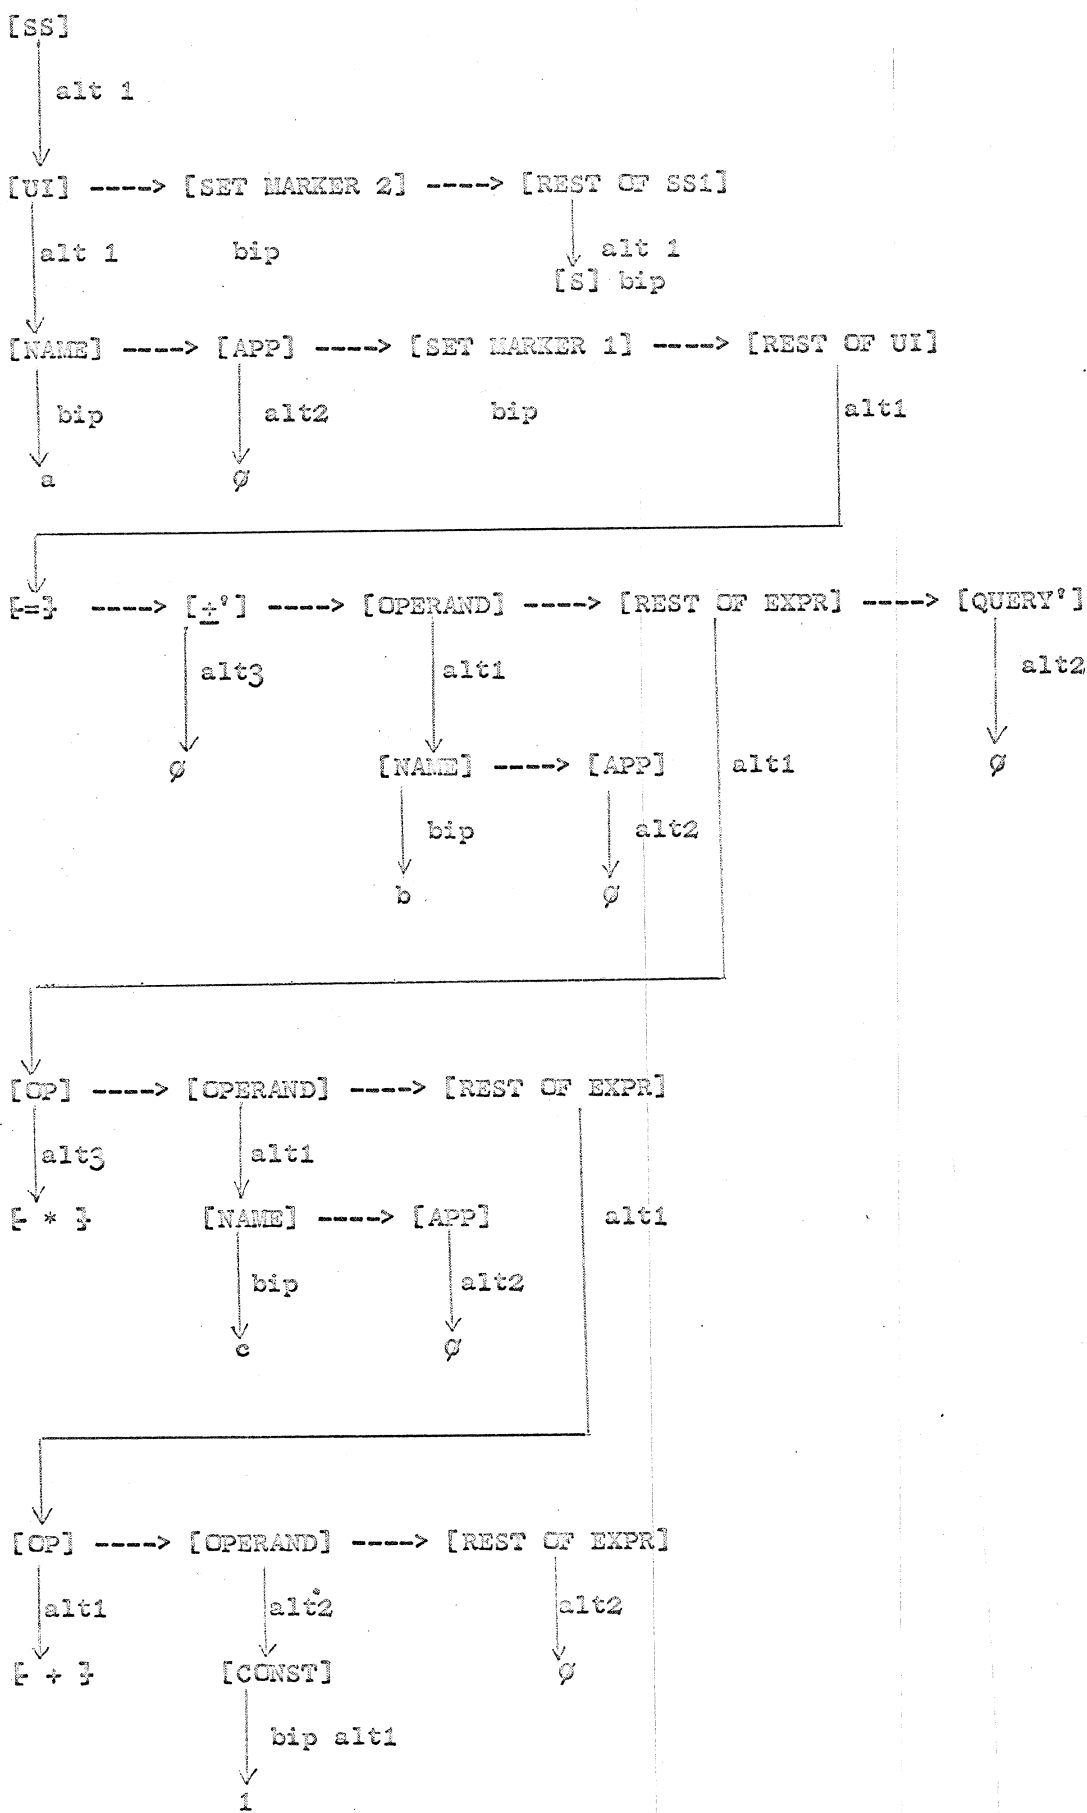 [SS]
alt 1
[UI] ----> [SET MARKER 2] ----> [REST OF SS1]
alt 1 bip alt 1
[S] bip
[NAME] ----> [APP] ----> [SET MARKER 1] ----> [REST OF UI]
bip alt2 bip alt1
a Ø
[=] ----> [±'] ----> [OPERAND] ----> [REST OF EXPR] ----> [QUERY']
alt3 alt1 alt2
Ø [NAME] ----> [APP] alt1 Ø
bip alt2
b Ø
[OP] ----> [OPERAND] ----> [REST OF EXPR]
alt3 alt1
[ * ] [NAME] ----> [APP] alt1
bip alt2
c Ø
[OP] ----> [OPERAND] ----> [REST OF EXPR]
alt1 alt2 alt2
[ + ] [CONST] Ø
bip alt1
1